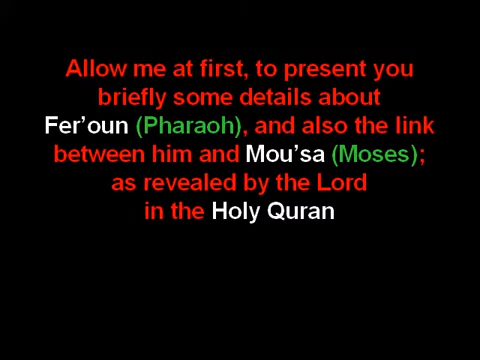 Allow me at first, to present you
briefly some details about
Fer’oun (Pharaoh), and also the link
between him and Mou’sa (Moses);
as revealed by the Lord
in the Holy Quran